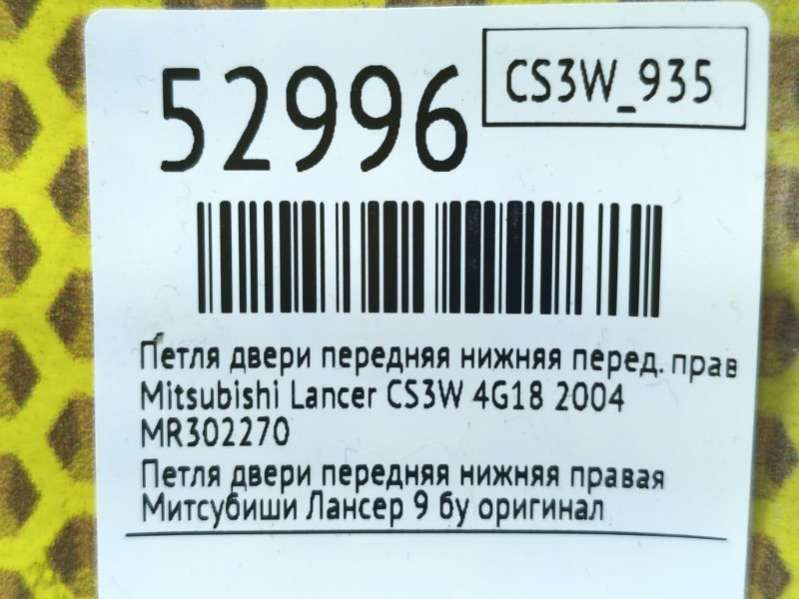 52996
CS3W_935
Петля двери передняя нижняя перед. прав
Mitsubishi Lancer CS3W 4G18 2004
MR302270
Петля двери передняя нижняя правая
Митсубиши Лансер 9 бу оригинал